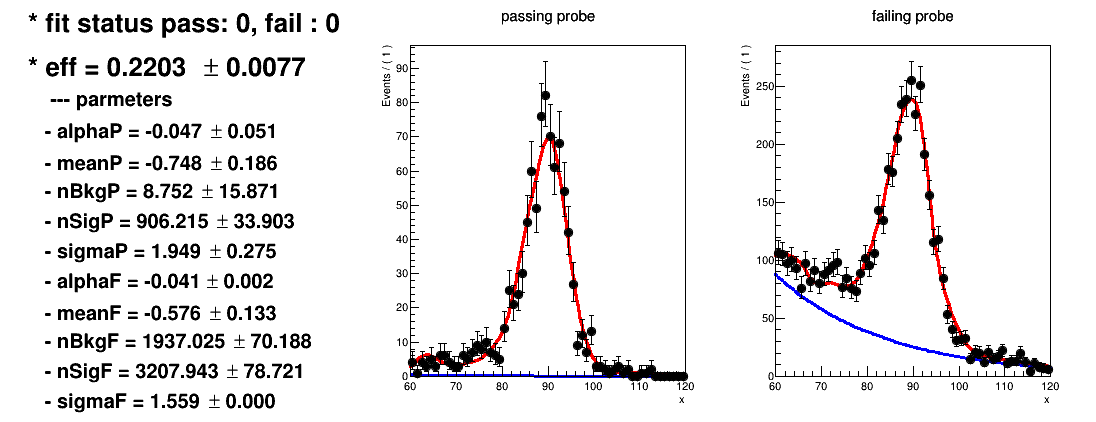 * fit status pass: 0, fail : 0
* eff = 0.2203 ± 0.0077
--- parmeters
- alphaP = -0.047 ± 0.051
- meanP = -0.748 ± 0.186
- nBkgP = 8.752 ± 15.871
- nSigP = 906.215 ± 33.903
- sigmaP = 1.949 ± 0.275
- alphaF = -0.041 ± 0.002
- meanF = -0.576 ± 0.133
- nBkgF = 1937.025 ± 70.188
- nSigF = 3207.943 ± 78.721
- sigmaF = 1.559 ± 0.000
passing probe
Events / ( 1 )
90
80
70
60
50
40
30
20
10
0
60 70 80 90 100 110 120
x
failing probe
Events / ( 1 )
250
200
150
100
50
0
60 70 80 90 100 110 120
x